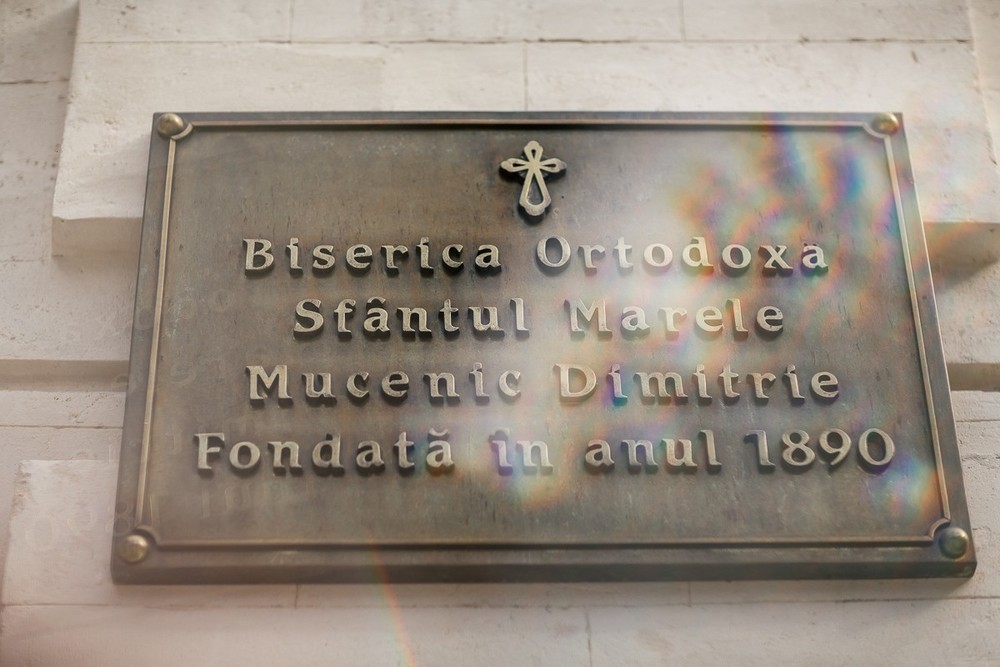 Biserica Ortodoxă
Sfântul Marele
Mucenic Dimitrie
Fondată în anul 1890